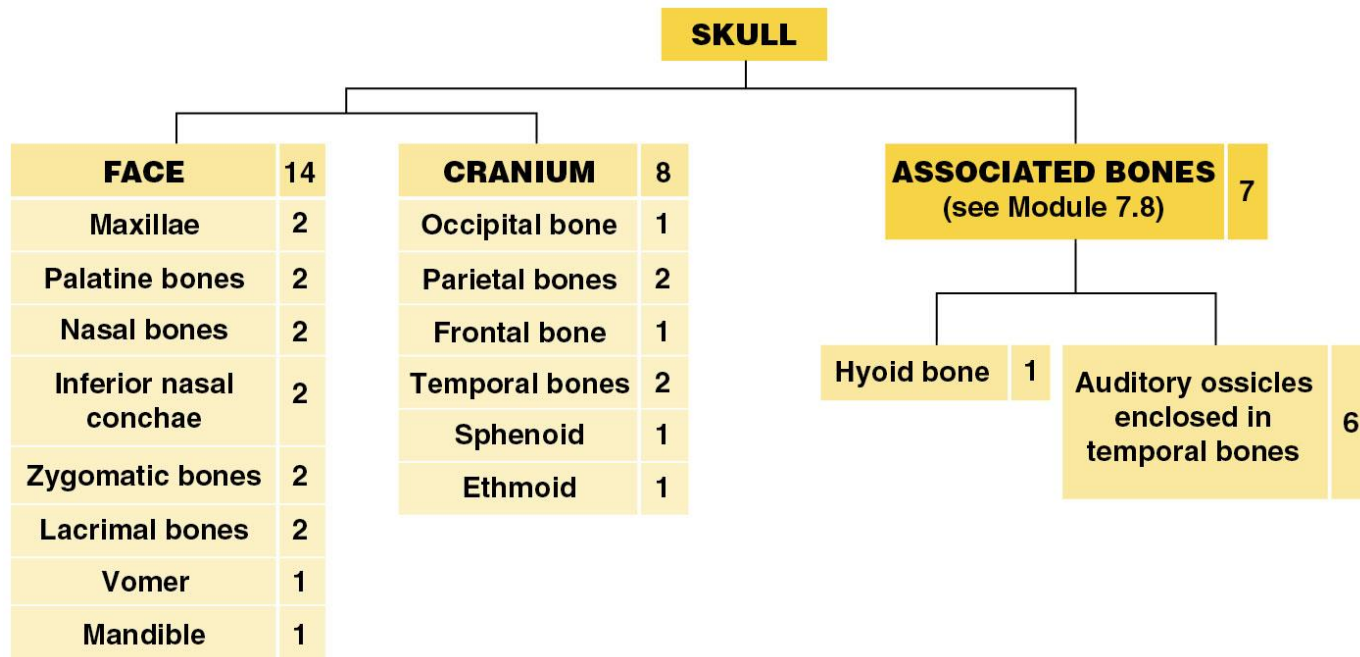 SKULL
FACE 14
Maxillae 2
Palatine bones 2
Nasal bones 2
Inferior nasal
conchae 2
Zygomatic bones 2
Lacrimal bones 2
Vomer 1
Mandible 1
CRANIUM 8
Occipital bone 1
Parietal bones 2
Frontal bone 1
Temporal bones 2
Sphenoid 1
Ethmoid 1
ASSOCIATED BONES
(see Module 7.8) 7
Hyoid bone 1
Auditory ossicles
enclosed in
temporal bones 6